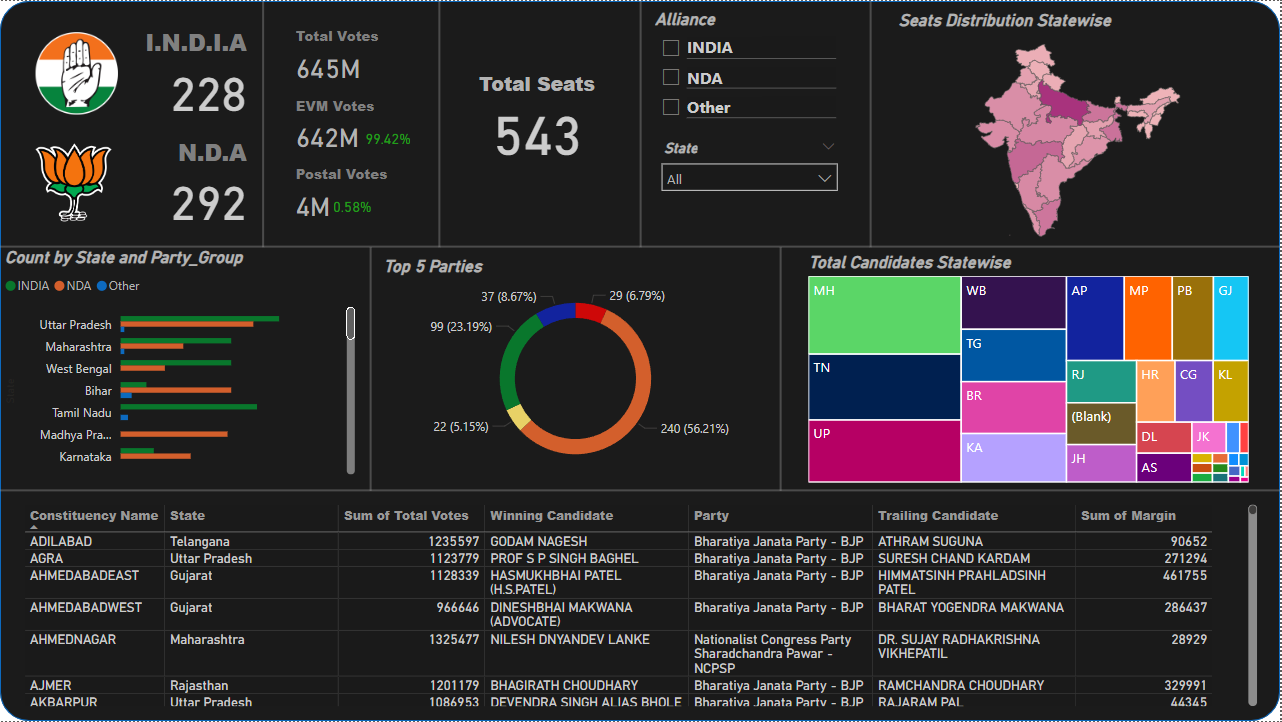 I.N.D.I.A
228
N.D.A
292
Total Votes
645M
EVM Votes
642M 99.42%
Postal Votes
4M 0.58%
Total Seats
543
Alliance
INDIA
NDA
Other
State
All
Seats Distribution Statewise
Count by State and Party_Group
INDIA NDA Other
Uttar Pradesh
Maharashtra
West Bengal
Bihar
Tamil Nadu
Madhya Pra...
Karnataka
Top 5 Parties
37 (8.67%)
29 (6.79%)
99 (23.19%)
22 (5.15%)
240 (56.21%)
Total Candidates Statewise
MH WB AP MP PB GJ
TG
TN RJ HR CG KL
BR
(Blank)
UP KA DL JK
JH AS
Constituency Name State Sum of Total Votes Winning Candidate Party Trailing Candidate Sum of Margin
ADILABAD Telangana 1235597 GODAM NAGESH Bharatiya Janata Party - BJP ATHRAM SUGUNA 90652
AGRA Uttar Pradesh 1123779 PROF S P SINGH BAGHEL Bharatiya Janata Party - BJP SURESH CHAND KARDAM 271294
AHMEDABADEAST Gujarat 1128339 HASMUKHBHAI PATEL Bharatiya Janata Party - BJP HIMMATSINH PRAHLADSINH 461755
(H.S.PATEL) PATEL
AHMEDABADWEST Gujarat 966646 DINESHBHAI MAKWANA Bharatiya Janata Party - BJP BHARAT YOGENDRA MAKWANA 286437
(ADVOCATE)
AHMEDNAGAR Maharashtra 1325477 NILESH DNYANDEV LANKE Nationalist Congress Party DR. SUJAY RADHAKRISHNA 28929
Sharadchandra Pawar - VIKHEPATIL
NCPSP
AJMER Rajasthan 1201179 BHAGIRATH CHOUDHARY Bharatiya Janata Party - BJP RAMCHANDRA CHOUDHARY 329991
AKBARPUR Uttar Pradesh 1086953 DEVENDRA SINGH ALIAS BHOLE Bharatiya Janata Party - BJP RAJARAM PAL 44345